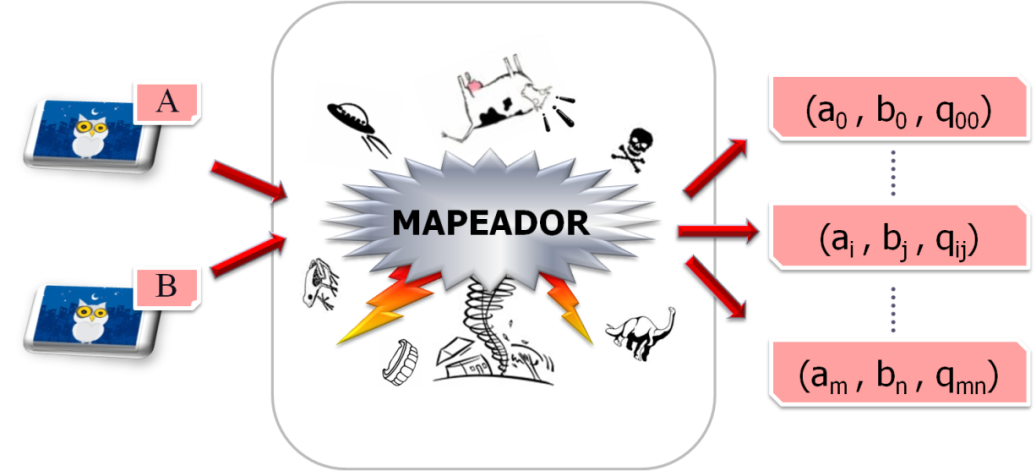 A
B
MAPEADOR
(a₀ , b₀ , q₀₀)
(aᵢ , bⱼ , qᵢⱼ)
(aₘ , bₙ , qₘₙ)